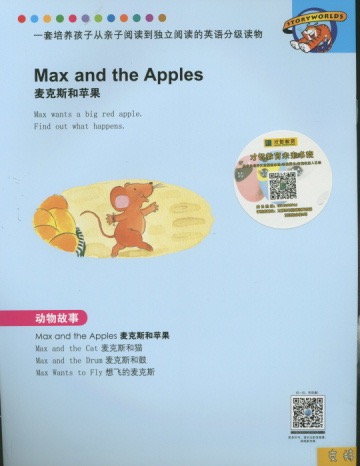 STORYWORLDS
一套培养孩子从亲子阅读到独立阅读的英语分级读物
Max and the Apples
麦克斯和苹果
Max wants a big red apple.
Find out what happens.
动物故事
Max and the Apples 麦克斯和苹果
Max and the Cat 麦克斯和猫
Max and the Drum 麦克斯和鼓
Max Wants to Fly 想飞的麦克斯